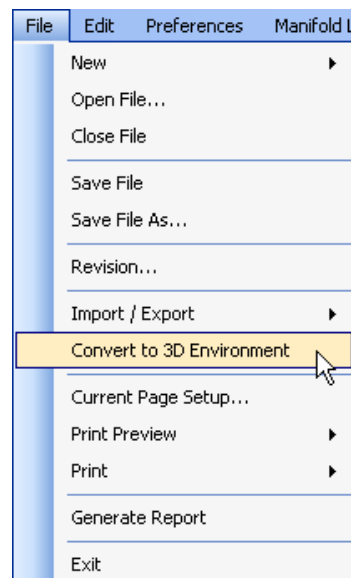 File Edit Preferences Manifold L
New
Open File...
Close File
Save File
Save File As...
Revision...
Import / Export
Convert to 3D Environment
Current Page Setup...
Print Preview
Print
Generate Report
Exit